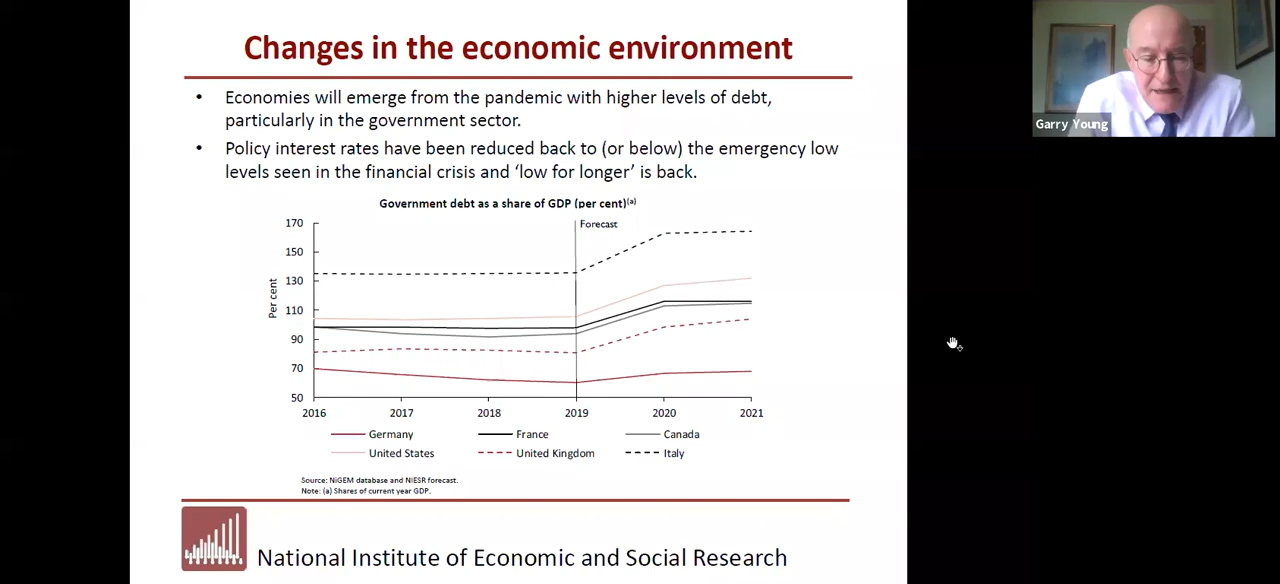 Changes in the economic environment
• Economies will emerge from the pandemic with higher levels of debt,
particularly in the government sector.
• Policy interest rates have been reduced back to (or below) the emergency low
levels seen in the financial crisis and ‘low for longer’ is back.
Government debt as a share of GDP (per cent)(a)
Forecast
Per cent
170
150
130
110
90
70
50
2016 2017 2018 2019 2020 2021
Germany France Canada
United States United Kingdom Italy
Source: NiGEM database and NIESR forecast.
Note: (a) Shares of current year GDP.
National Institute of Economic and Social Research
Garry Young